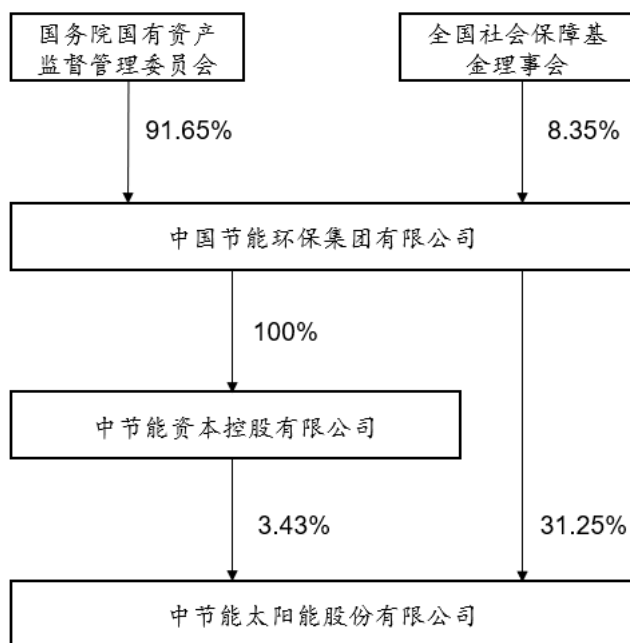 国务院国有资产
监督管理委员会
全国社会保障基
金理事会
91.65%
8.35%
中国节能环保集团有限公司
100%
中节能资本控股有限公司
3.43%
31.25%
中节能太阳能股份有限公司